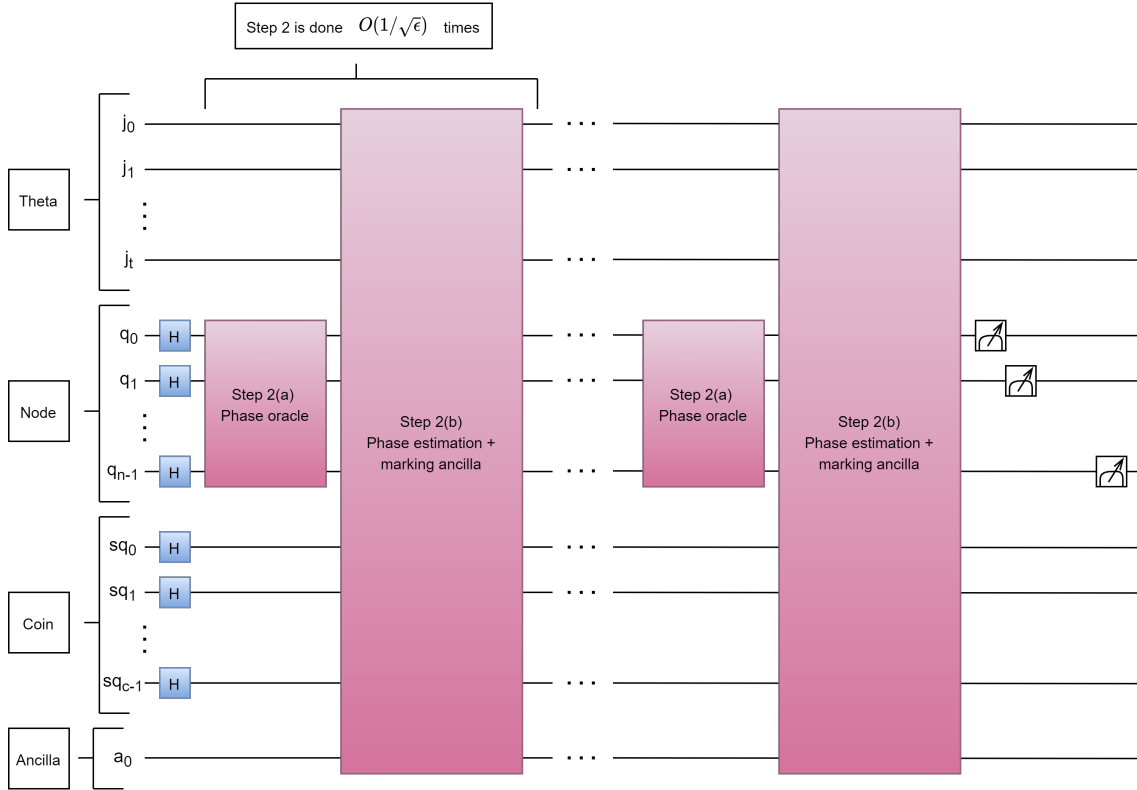 Step 2 is done O(1/√ϵ) times
Theta
j₀
j₁
jₜ
Node
q₀
q₁
qₙ₋₁
H
H
H
Step 2(a)
Phase oracle
Step 2(b)
Phase estimation +
marking ancilla
Step 2(a)
Phase oracle
Step 2(b)
Phase estimation +
marking ancilla
Coin
sq₀
sq₁
sq_c-1
H
H
H
Ancilla
a₀